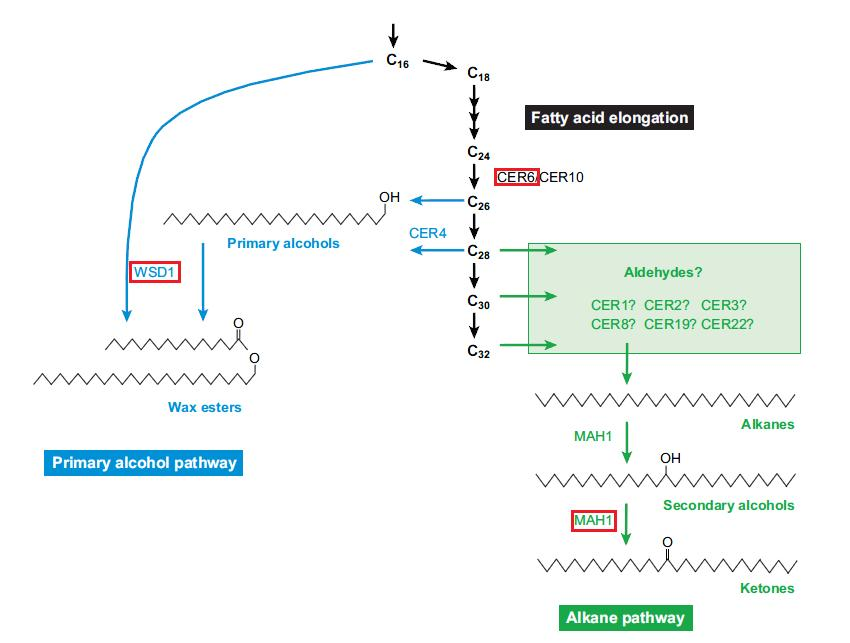 C16
C18
Fatty acid elongation
C24
CER6/CER10
OH
C26
CER4
Primary alcohols
C28
WSD1
Aldehydes?
C30
CER1? CER2? CER3?
CER8? CER19? CER22?
O
C32
O
Wax esters
Alkanes
MAH1
Primary alcohol pathway
OH
Secondary alcohols
MAH1
O
Ketones
Alkane pathway